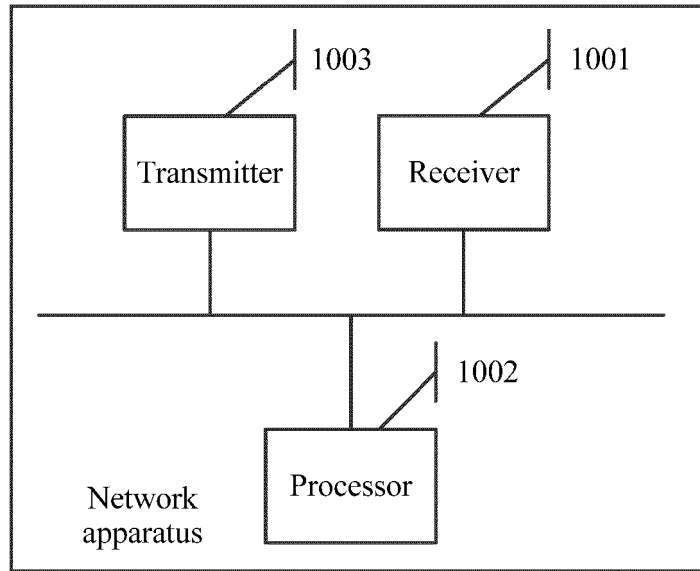 1003
1001
Transmitter
Receiver
1002
Processor
Network
apparatus